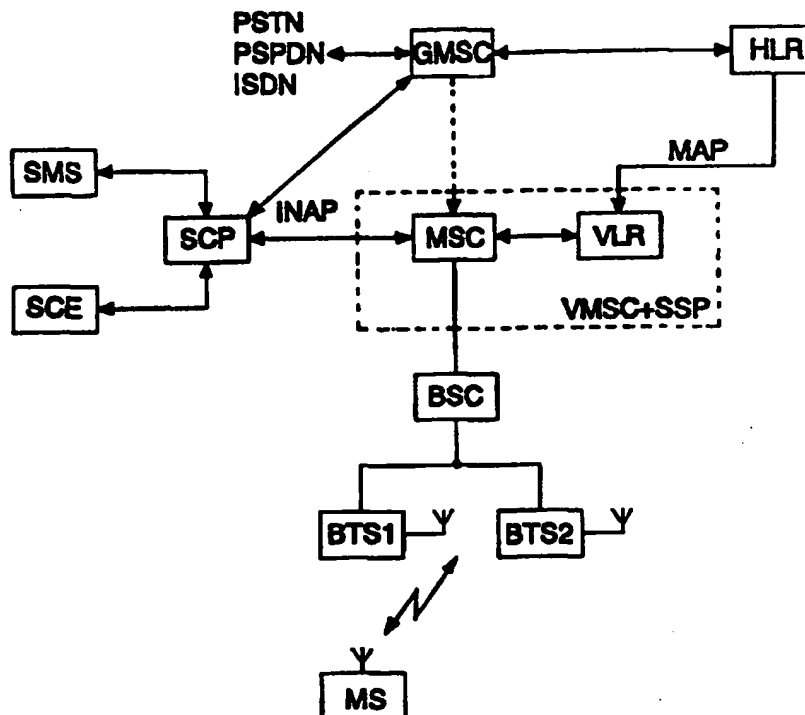 PSTN
PSPDN
ISDN
GMSC
HLR
MAP
SMS
INAP
SCP
MSC
VLR
SCE
VMSC+SSP
BSC
BTS1
BTS2
MS